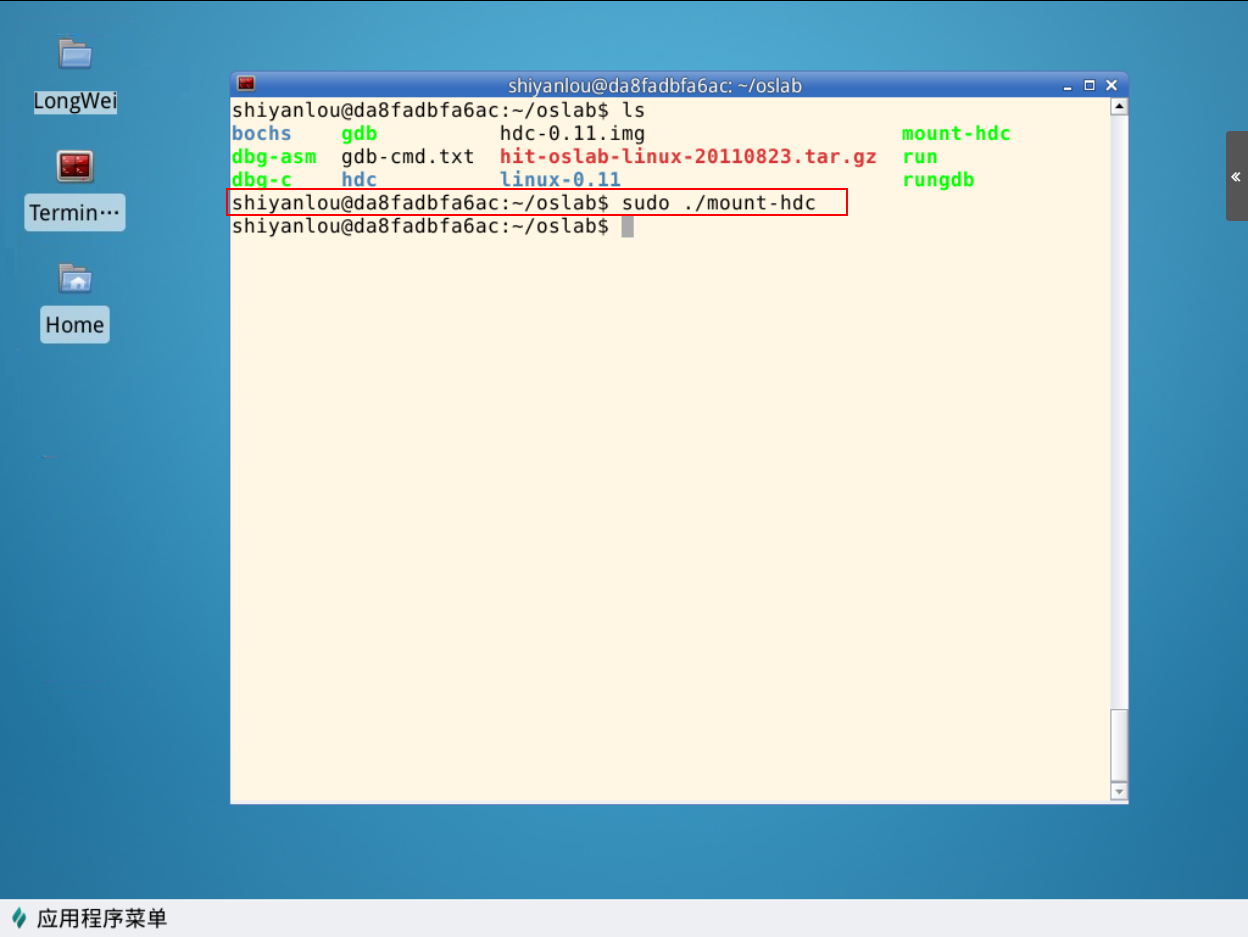 LongWei
Termin···
Home
shiyanlou@da8fadbfa6ac: ~/oslab
shiyanlou@da8fadbfa6ac:~/oslab$ ls
bochs gdb hdc-0.11.img mount-hdc
dbg-asm gdb-cmd.txt hit-oslab-linux-20110823.tar.gz run
dbg-c hdc linux-0.11 rungdb
shiyanlou@da8fadbfa6ac:~/oslab$ sudo ./mount-hdc
shiyanlou@da8fadbfa6ac:~/oslab$
应用程序菜单